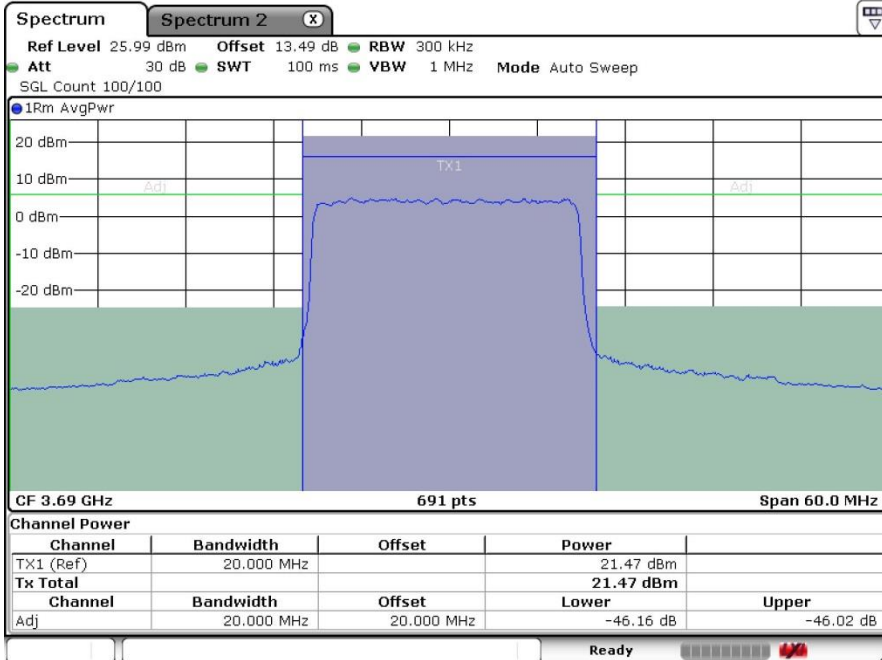 Spectrum Spectrum 2 X
Ref Level 25.99 dBm Offset 13.49 dB RBW 300 kHz
Att 30 dB SWT 100 ms VBW 1 MHz Mode Auto Sweep
SGL Count 100/100
1Rm AvgPwr
20 dBm
TX1
10 dBm
Adj Adj
0 dBm
-10 dBm
-20 dBm
CF 3.69 GHz 691 pts Span 60.0 MHz
Channel Power
Channel Bandwidth Offset Power
TX1 (Ref) 20.000 MHz 21.47 dBm
Tx Total 21.47 dBm
Channel Bandwidth Offset Lower Upper
Adj 20.000 MHz 20.000 MHz -46.16 dB -46.02 dB
Ready